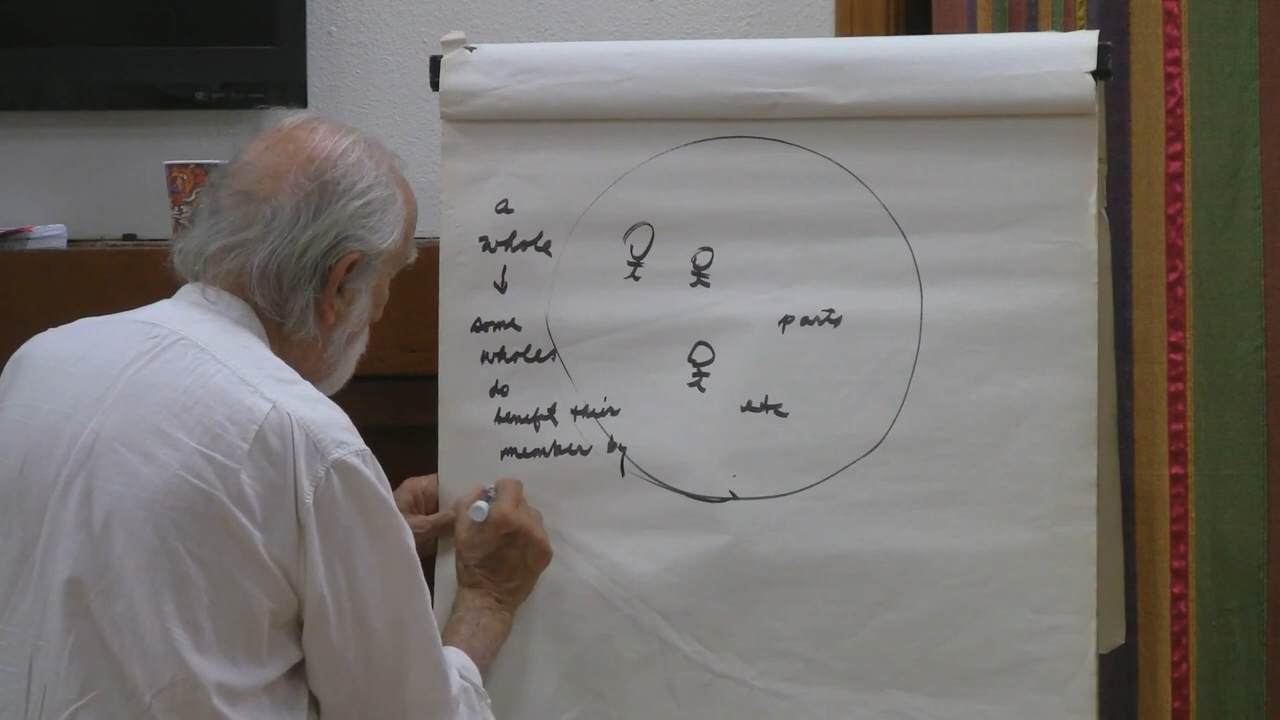 a
whole
↓
some
wholes
do
benefit their
member by
parts
etc